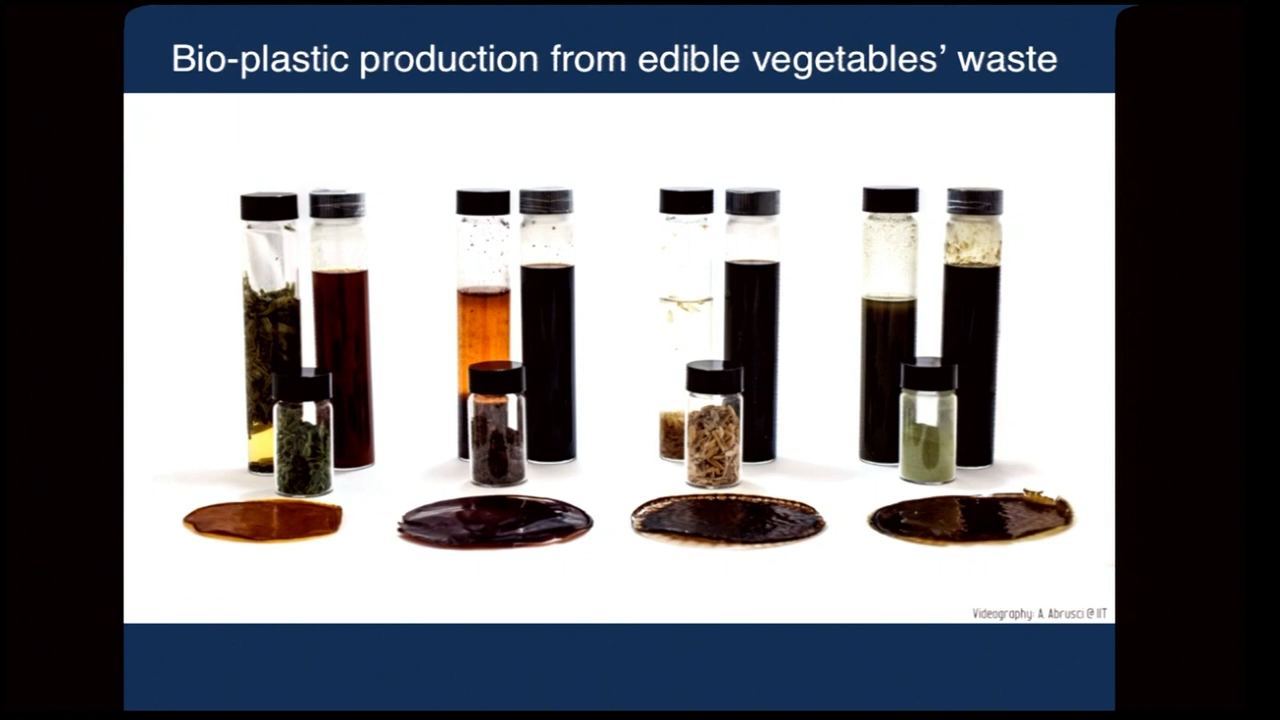 Bio-plastic production from edible vegetables’ waste
Videography: A. Abrusci @ IIT